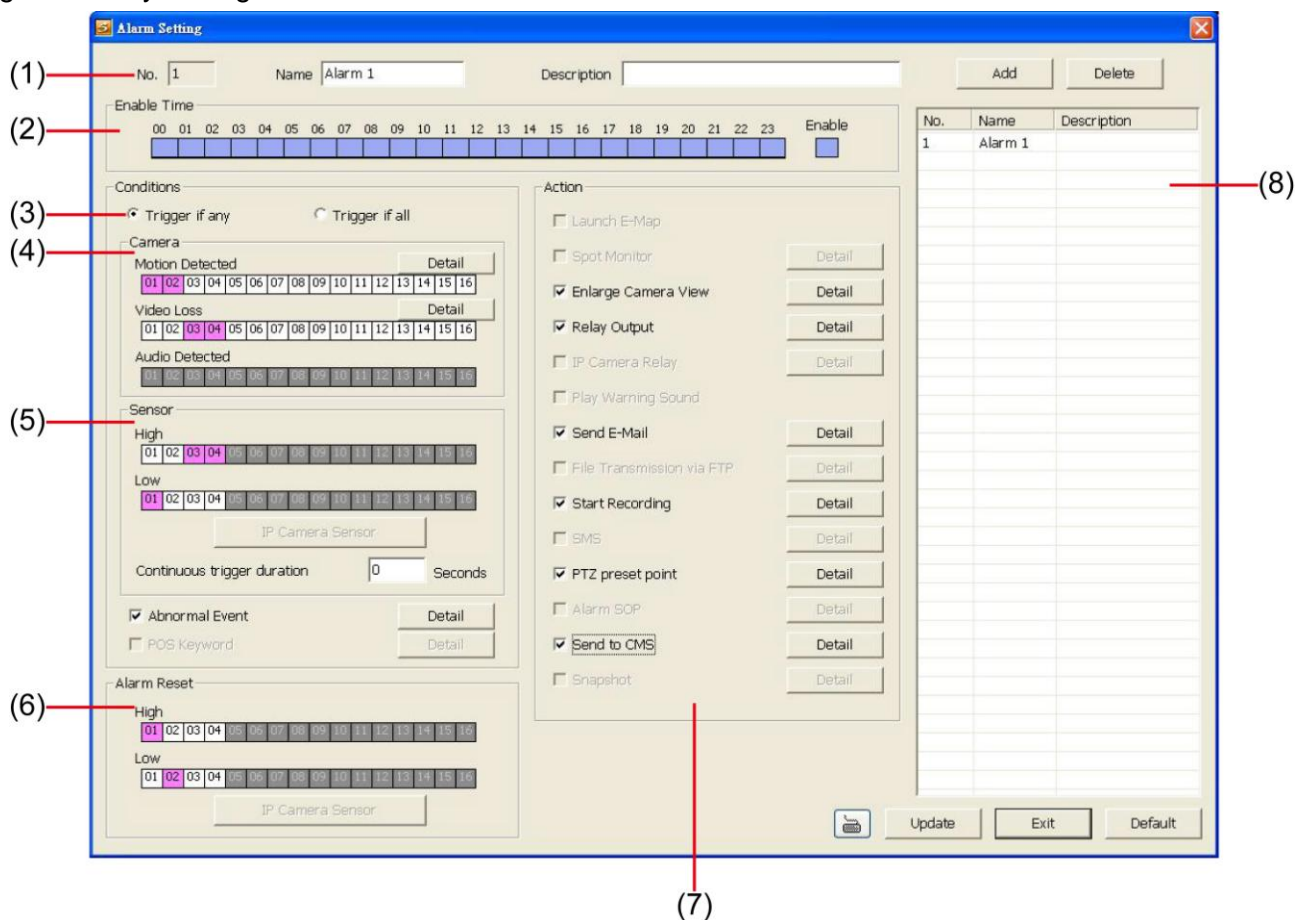 Alarm Setting
(1) No. 1 Name Alarm 1 Description Add Delete
Enable Time
(2) 00 01 02 03 04 05 06 07 08 09 10 11 12 13 14 15 16 17 18 19 20 21 22 23 Enable
No. Name Description
1 Alarm 1
(8)
Conditions
(3) Trigger if any Trigger if all
(4) Camera
Motion Detected Detail
01 02 03 04 05 06 07 08 09 10 11 12 13 14 15 16
Video Loss Detail
01 02 03 04 05 06 07 08 09 10 11 12 13 14 15 16
Audio Detected
01 02 03 04 05 06 07 08 09 10 11 12 13 14 15 16
(5) Sensor
High
01 02 03 04 05 06 07 08 09 10 11 12 13 14 15 16
Low
01 02 03 04 05 06 07 08 09 10 11 12 13 14 15 16
IP Camera Sensor
Continuous trigger duration 0 Seconds
Abnormal Event Detail
POS Keyword Detail
(6) Alarm Reset
High
01 02 03 04 05 06 07 08 09 10 11 12 13 14 15 16
Low
01 02 03 04 05 06 07 08 09 10 11 12 13 14 15 16
IP Camera Sensor
Action
Launch E-Map
Spot Monitor Detail
Enlarge Camera View Detail
Relay Output Detail
IP Camera Relay Detail
Play Warning Sound
Send E-Mail Detail
File Transmission via FTP Detail
Start Recording Detail
SMS Detail
PTZ preset point Detail
Alarm SOP Detail
Send to CMS Detail
Snapshot Detail
Update Exit Default
(7)